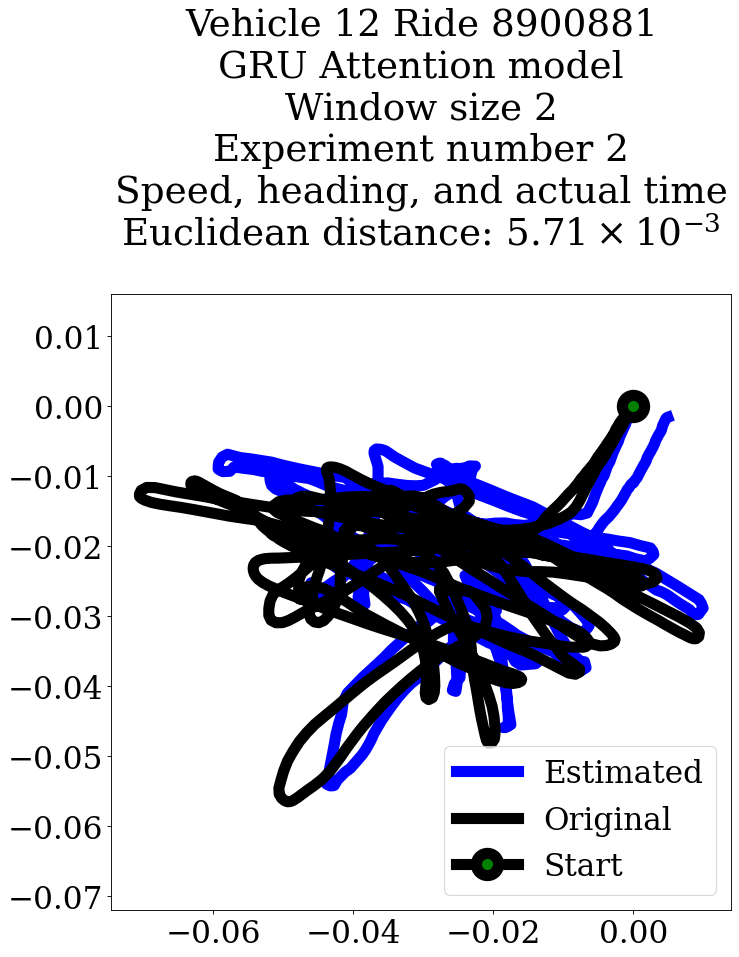 Vehicle 12 Ride 8900881
GRU Attention model
Window size 2
Experiment number 2
Speed, heading, and actual time
Euclidean distance: 5.71 × 10⁻³
0.01
0.00
−0.01
−0.02
−0.03
−0.04
−0.05
−0.06
−0.07
Estimated
Original
Start
−0.06 −0.04 −0.02 0.00